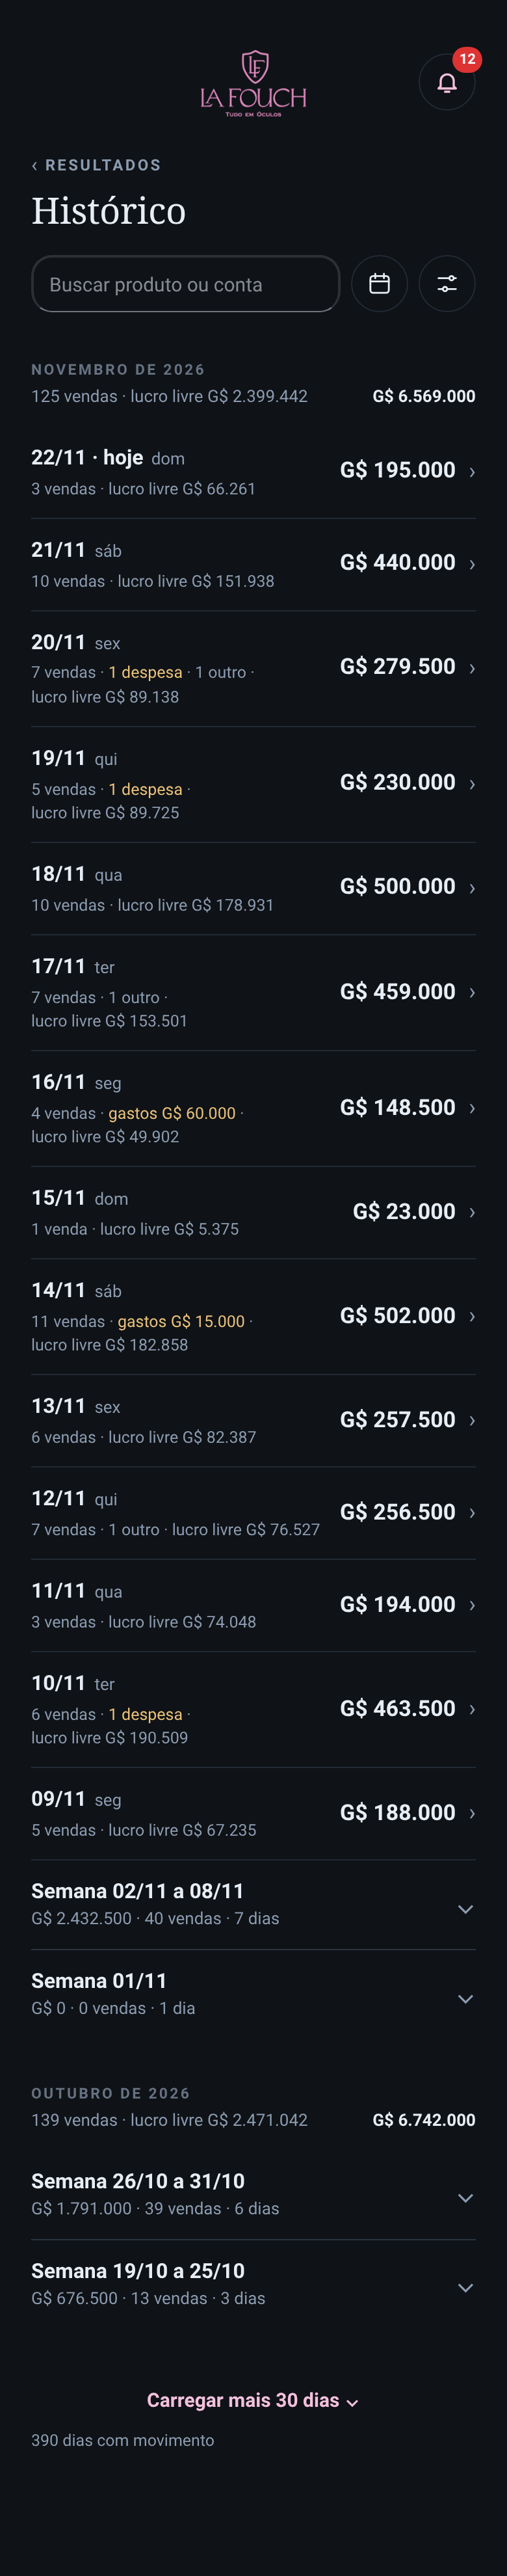 LF
LA FOUCH
TUDO EM ÓCULOS
12
‹ RESULTADOS
Histórico
Buscar produto ou conta
NOVEMBRO DE 2026
125 vendas · lucro livre G$ 2.399.442 G$ 6.569.000
22/11 · hoje dom
3 vendas · lucro livre G$ 66.261
G$ 195.000 ›
21/11 sáb
10 vendas · lucro livre G$ 151.938
G$ 440.000 ›
20/11 sex
7 vendas · 1 despesa · 1 outro ·
lucro livre G$ 89.138
G$ 279.500 ›
19/11 qui
5 vendas · 1 despesa ·
lucro livre G$ 89.725
G$ 230.000 ›
18/11 qua
10 vendas · lucro livre G$ 178.931
G$ 500.000 ›
17/11 ter
7 vendas · 1 outro ·
lucro livre G$ 153.501
G$ 459.000 ›
16/11 seg
4 vendas · gastos G$ 60.000 ·
lucro livre G$ 49.902
G$ 148.500 ›
15/11 dom
1 venda · lucro livre G$ 5.375
G$ 23.000 ›
14/11 sáb
11 vendas · gastos G$ 15.000 ·
lucro livre G$ 182.858
G$ 502.000 ›
13/11 sex
6 vendas · lucro livre G$ 82.387
G$ 257.500 ›
12/11 qui
7 vendas · 1 outro · lucro livre G$ 76.527
G$ 256.500 ›
11/11 qua
3 vendas · lucro livre G$ 74.048
G$ 194.000 ›
10/11 ter
6 vendas · 1 despesa ·
lucro livre G$ 190.509
G$ 463.500 ›
09/11 seg
5 vendas · lucro livre G$ 67.235
G$ 188.000 ›
Semana 02/11 a 08/11
G$ 2.432.500 · 40 vendas · 7 dias
Semana 01/11
G$ 0 · 0 vendas · 1 dia
OUTUBRO DE 2026
139 vendas · lucro livre G$ 2.471.042 G$ 6.742.000
Semana 26/10 a 31/10
G$ 1.791.000 · 39 vendas · 6 dias
Semana 19/10 a 25/10
G$ 676.500 · 13 vendas · 3 dias
Carregar mais 30 dias
390 dias com movimento